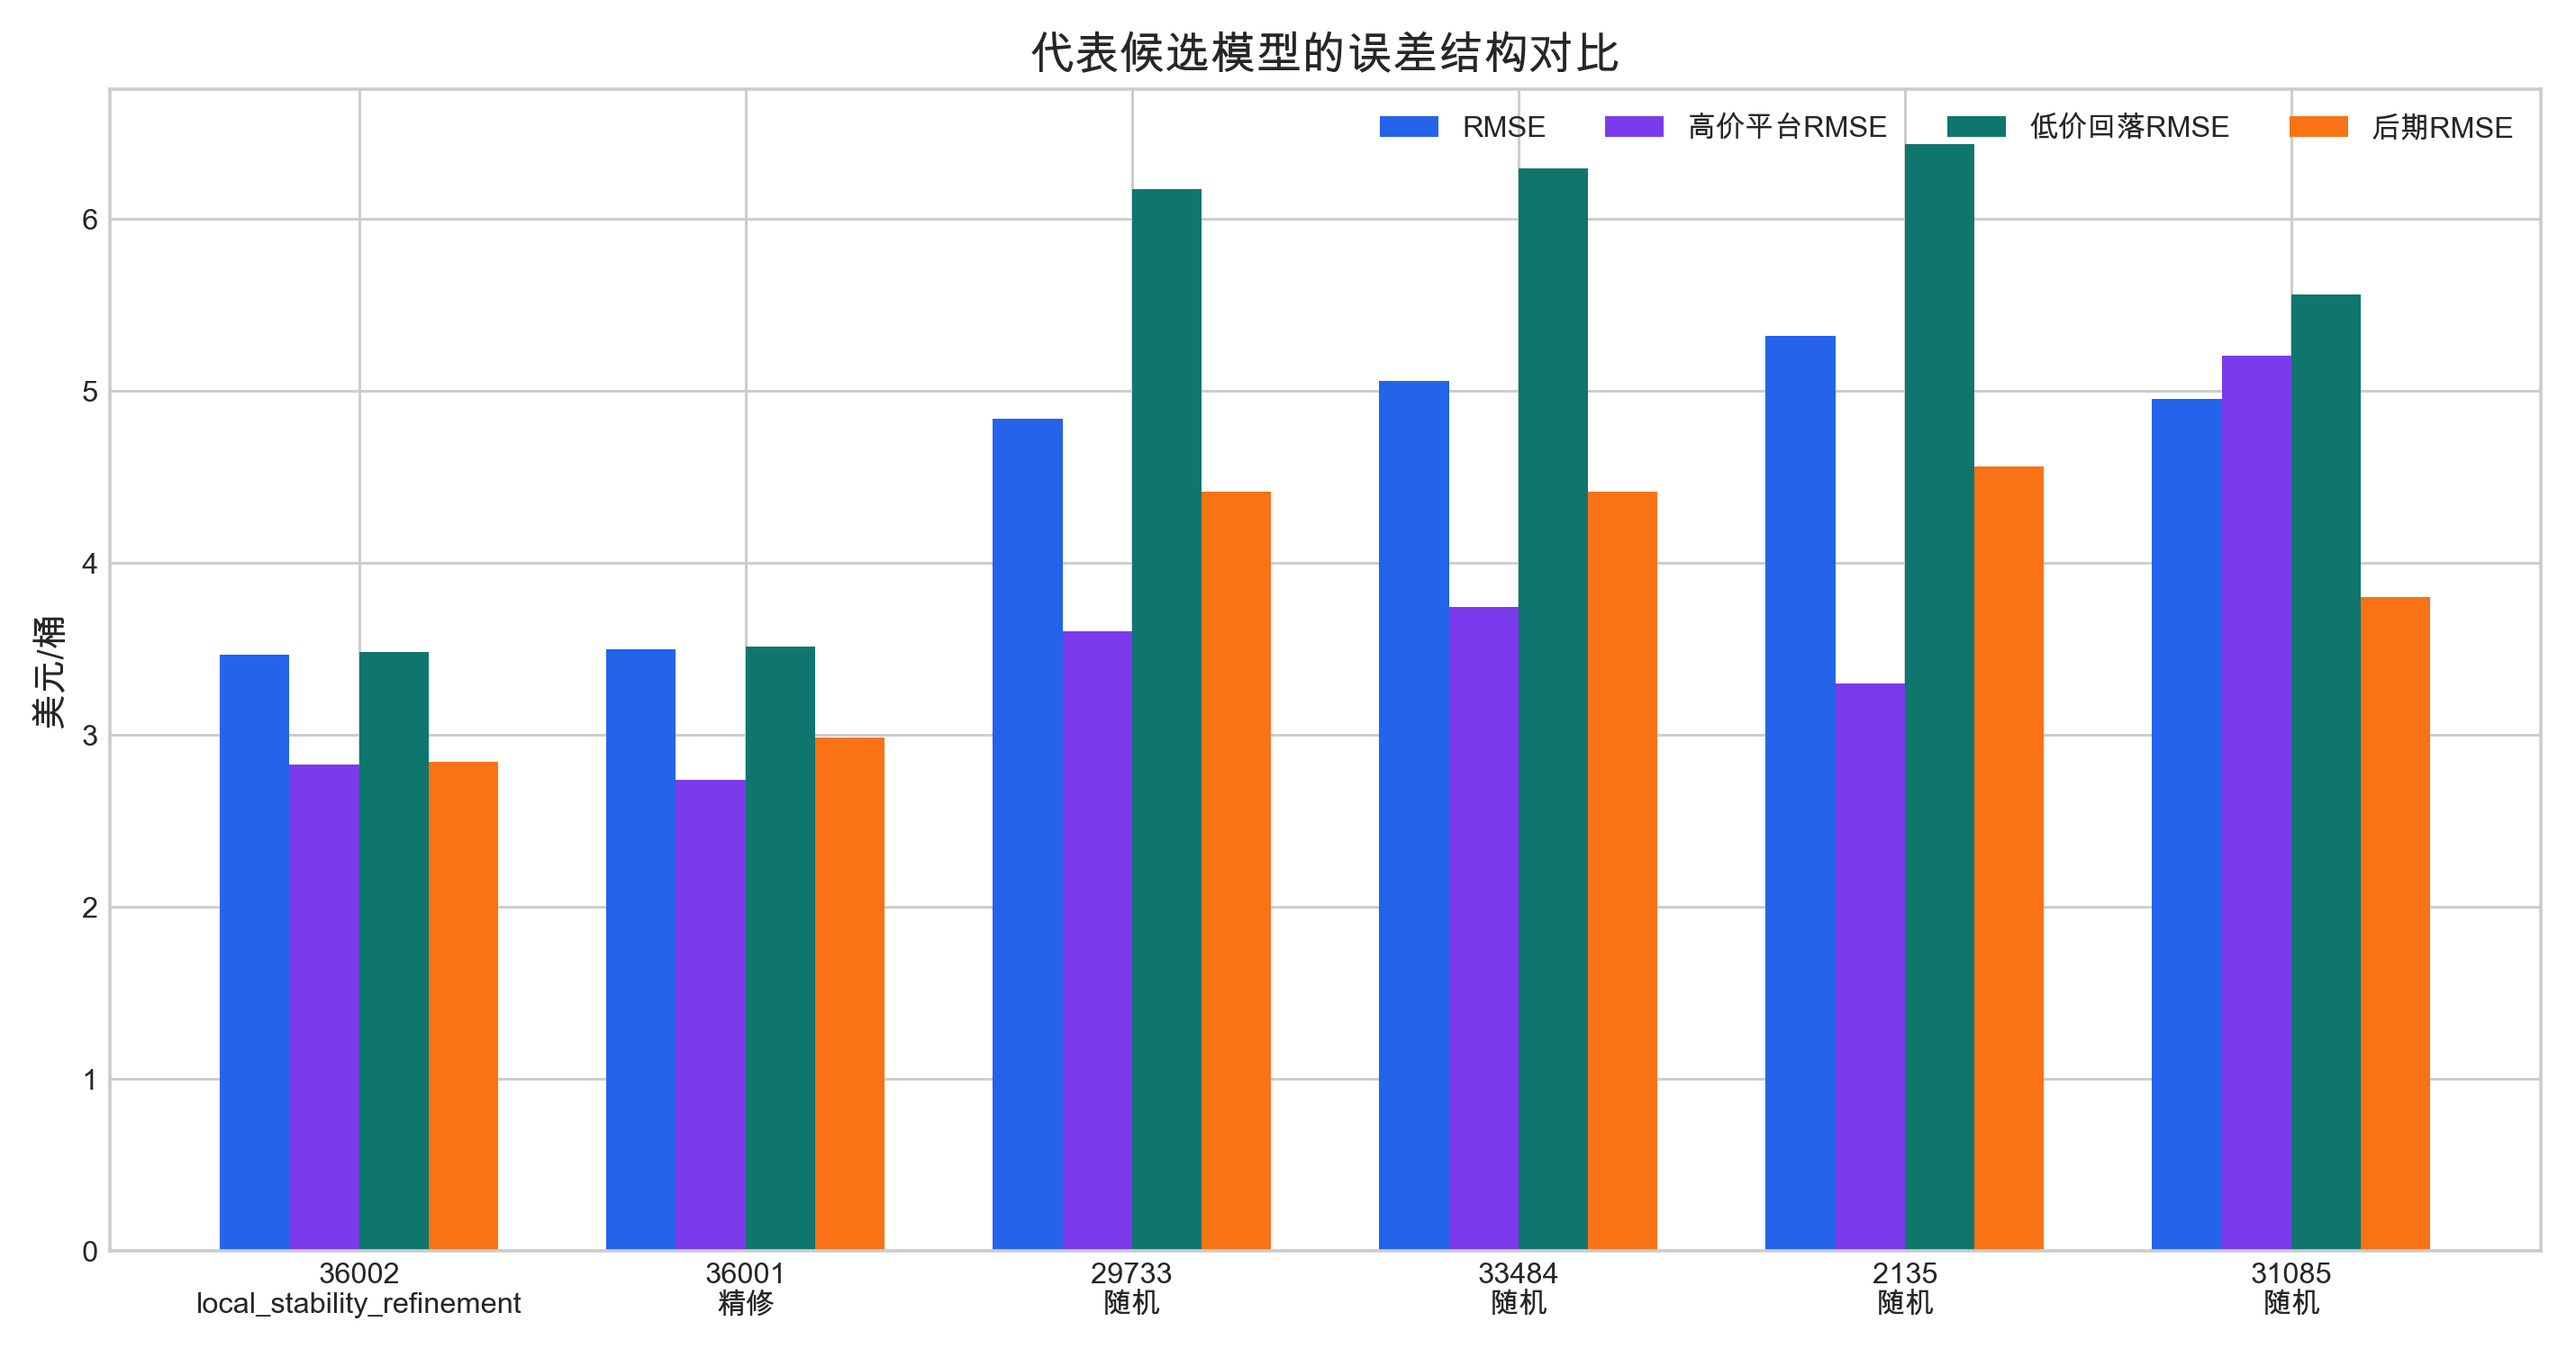 代表候选模型的误差结构对比
RMSE 高价平台RMSE 低价回落RMSE 后期RMSE
美元/桶
6
5
4
3
2
1
0
36002 36001 29733 33484 2135 31085
local_stability_refinement 精修 随机 随机 随机 随机